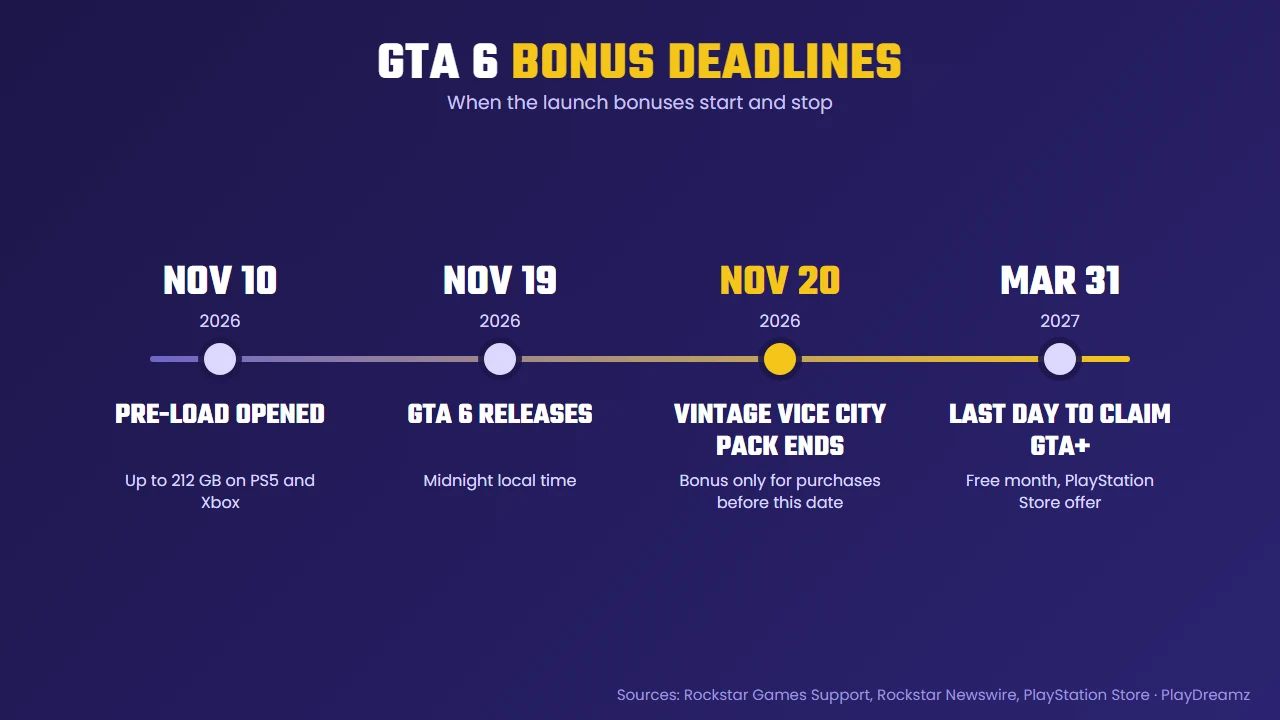 GTA 6 BONUS DEADLINES
When the launch bonuses start and stop
NOV 10
2026
PRE-LOAD OPENED
Up to 212 GB on PS5 and
Xbox
NOV 19
2026
GTA 6 RELEASES
Midnight local time
NOV 20
2026
VINTAGE VICE CITY
PACK ENDS
Bonus only for purchases
before this date
MAR 31
2027
LAST DAY TO CLAIM
GTA+
Free month, PlayStation
Store offer
Sources: Rockstar Games Support, Rockstar Newswire, PlayStation Store · PlayDreamz